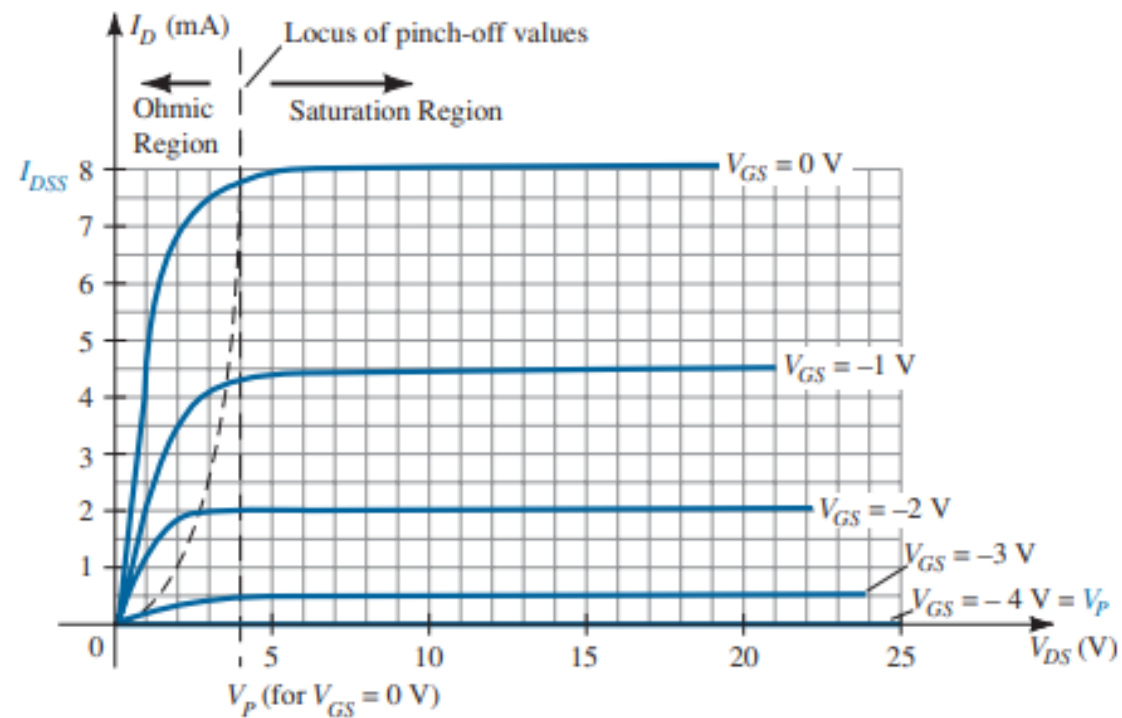 I_D (mA)
Locus of pinch-off values
Ohmic
Region
Saturation Region
I_DSS
8
7
6
5
4
3
2
1
0
V_GS = 0 V
V_GS = –1 V
V_GS = –2 V
V_GS = –3 V
V_GS = – 4 V = V_P
5
10
15
20
25
V_DS (V)
V_P (for V_GS = 0 V)